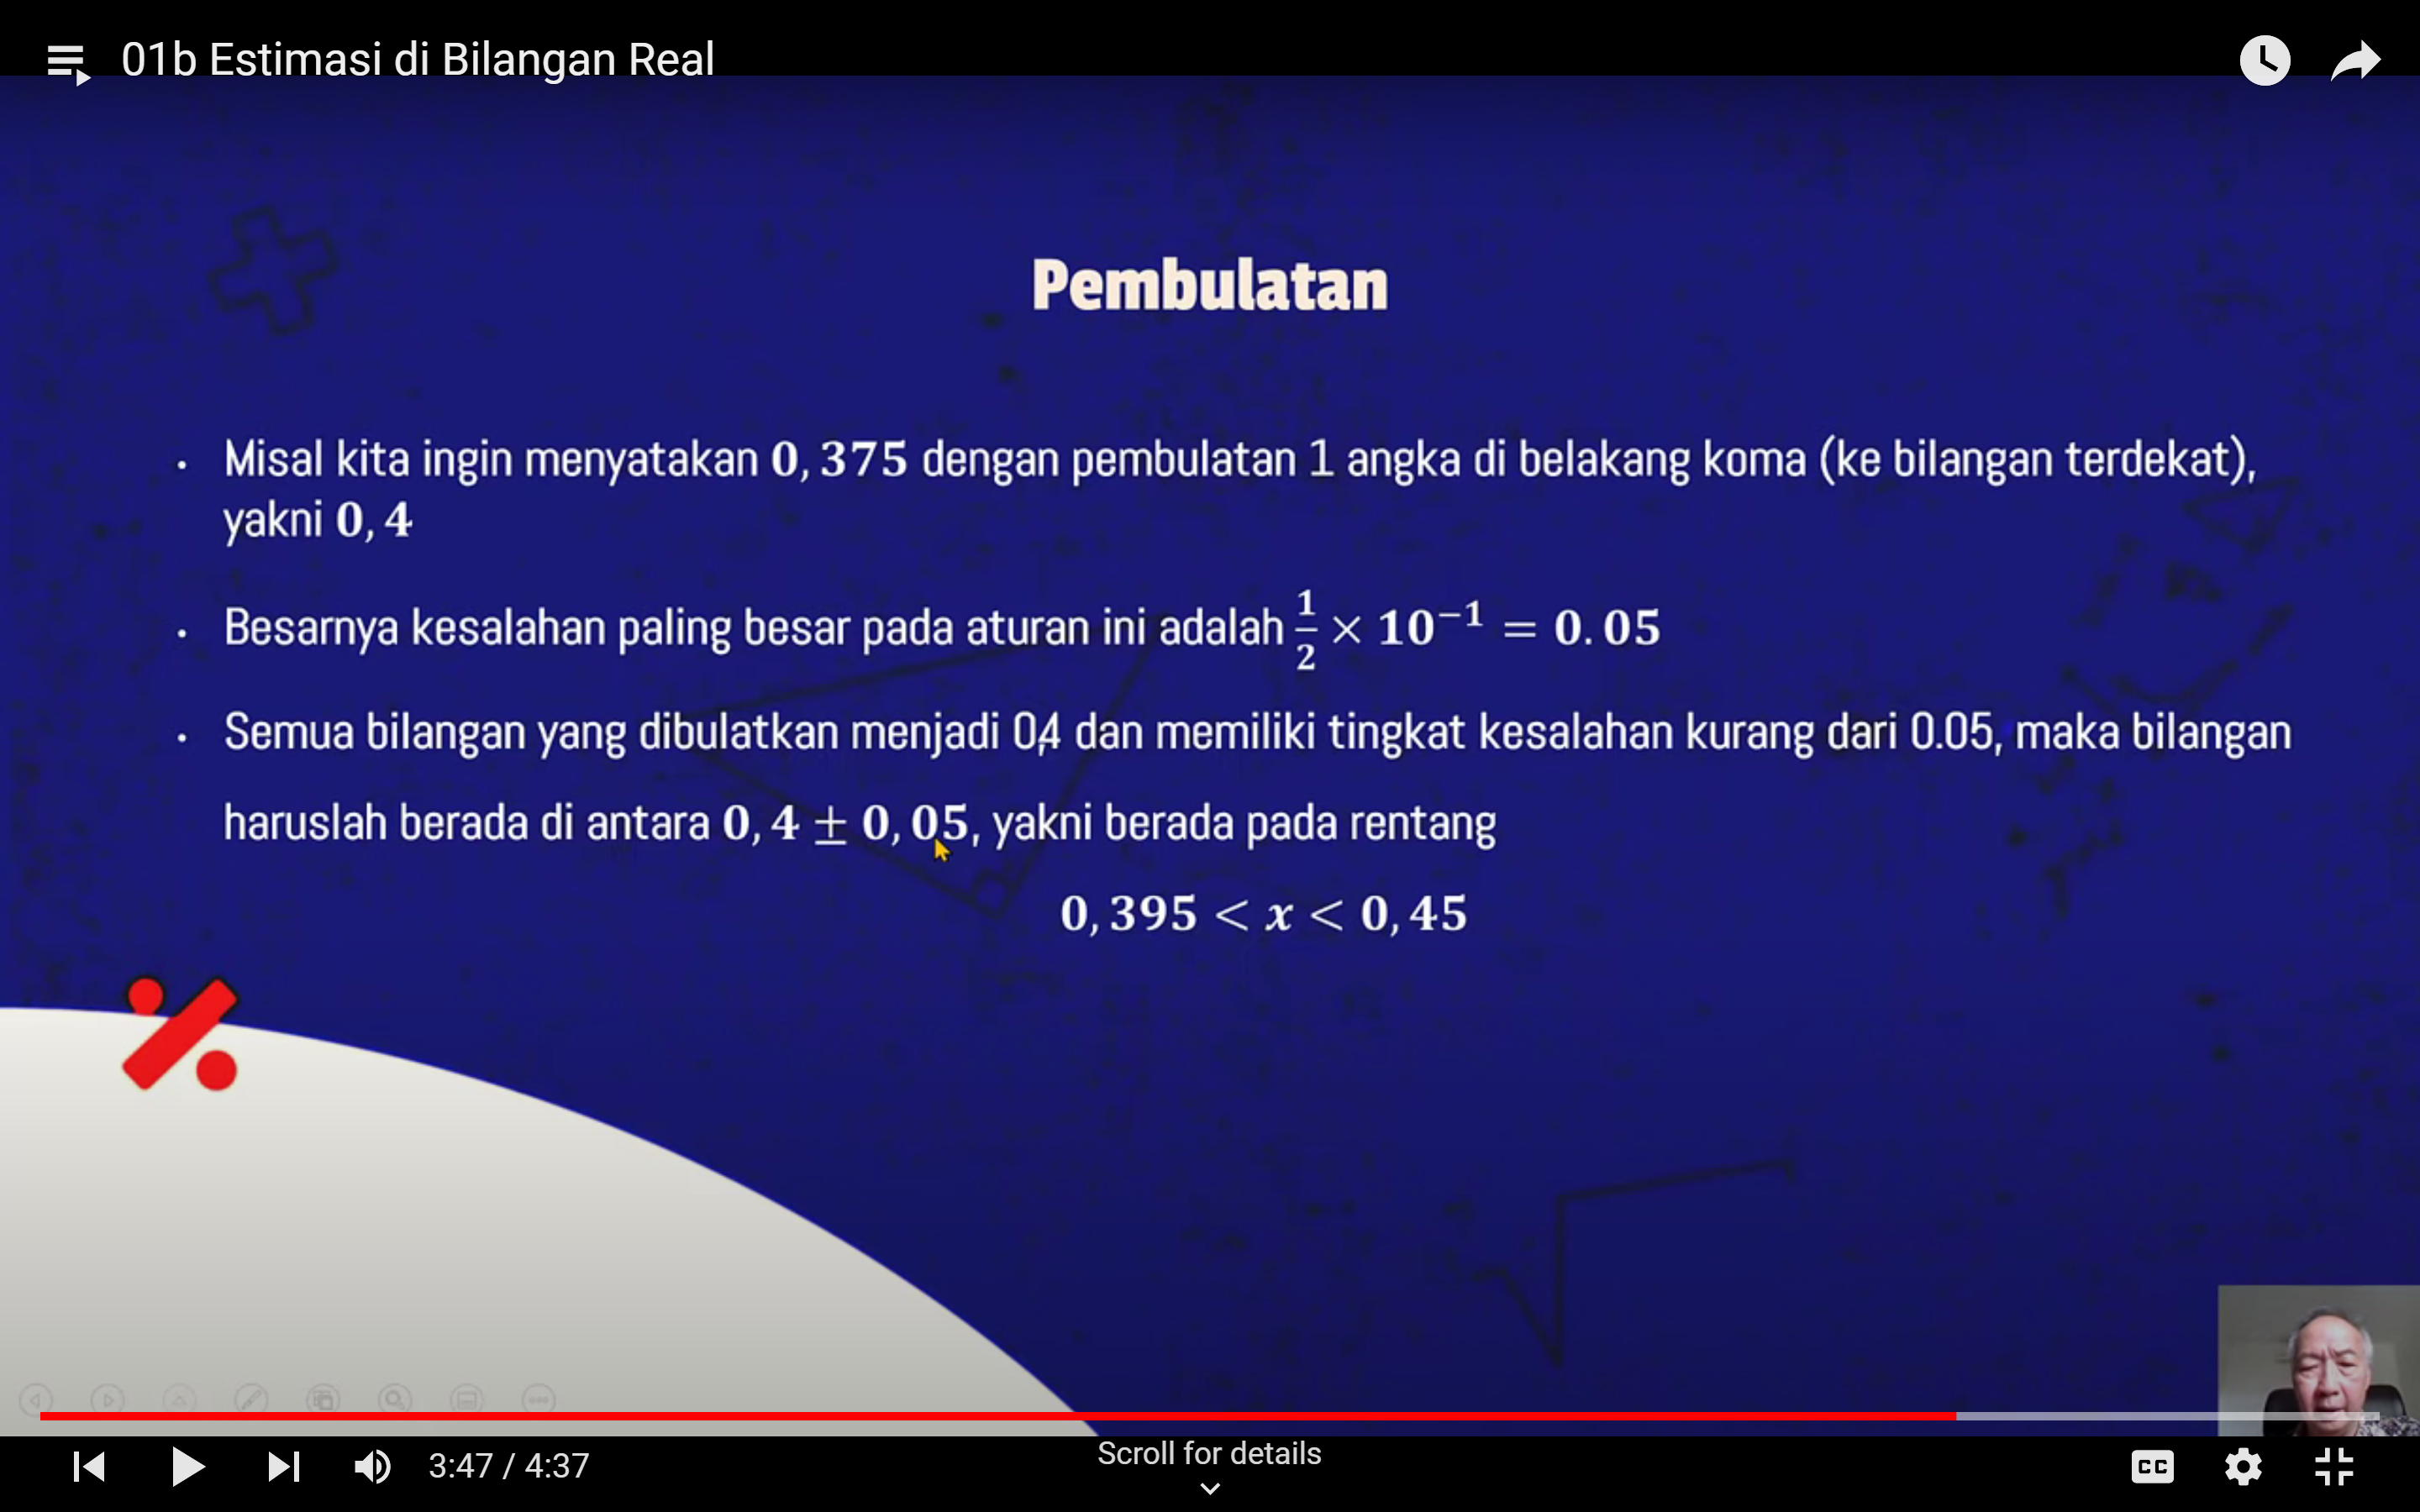 01b Estimasi di Bilangan Real
Pembulatan
• Misal kita ingin menyatakan 0,375 dengan pembulatan 1 angka di belakang koma (ke bilangan terdekat),
yakni 0,4
• Besarnya kesalahan paling besar pada aturan ini adalah 1/2 × 10⁻¹ = 0.05
• Semua bilangan yang dibulatkan menjadi 0,4 dan memiliki tingkat kesalahan kurang dari 0.05, maka bilangan
haruslah berada di antara 0,4 ± 0,05, yakni berada pada rentang
0,395 < x < 0,45
3:47 / 4:37
Scroll for details
CC